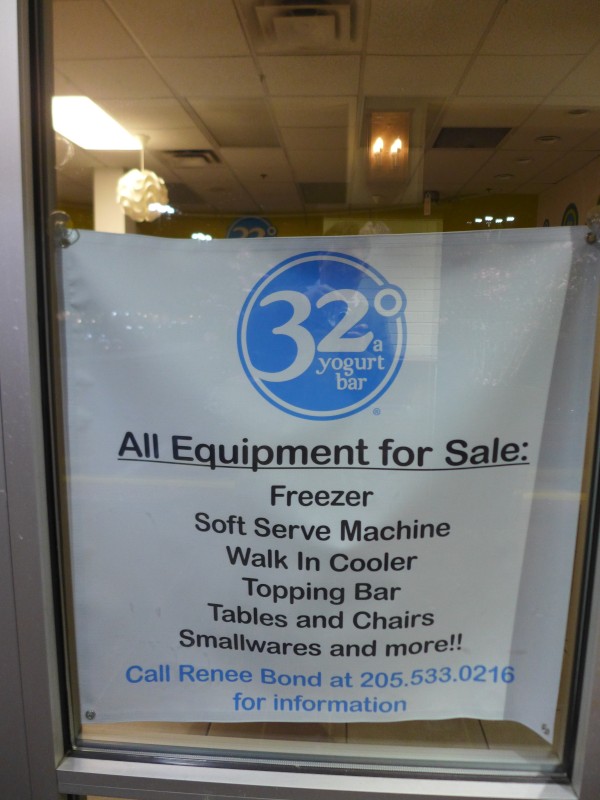 32°
a
yogurt
bar
®
All Equipment for Sale:
Freezer
Soft Serve Machine
Walk In Cooler
Topping Bar
Tables and Chairs
Smallwares and more!!
Call Renee Bond at 205.533.0216
for information